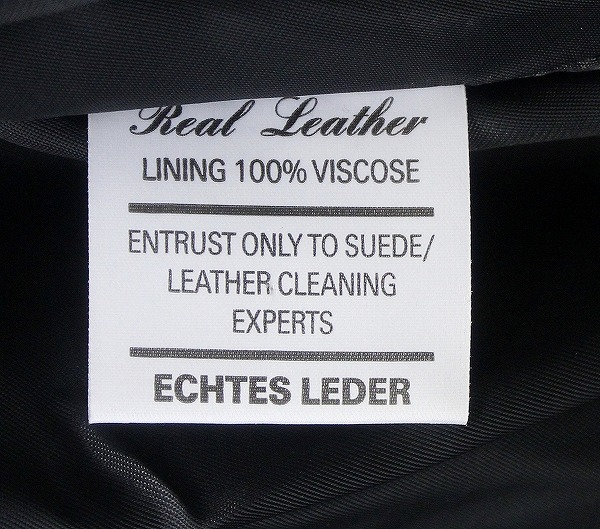 Real Leather
LINING 100% VISCOSE
ENTRUST ONLY TO SUEDE/
LEATHER CLEANING
EXPERTS
ECHTES LEDER